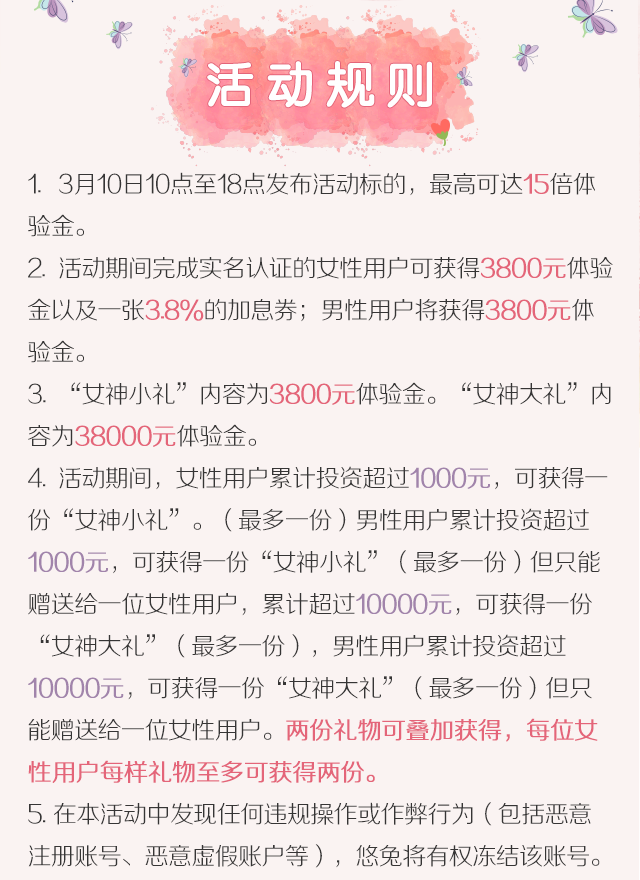 活动规则
1. 3月10日10点至18点发布活动标的，最高可达15倍体
验金。
2. 活动期间完成实名认证的女性用户可获得3800元体验
金以及一张3.8%的加息券；男性用户将获得3800元体
验金。
3. “女神小礼”内容为3800元体验金。“女神大礼”内
容为38000元体验金。
4. 活动期间，女性用户累计投资超过1000元，可获得一
份“女神小礼”。（最多一份）男性用户累计投资超过
1000元，可获得一份“女神小礼”（最多一份）但只能
赠送给一位女性用户，累计超过10000元，可获得一份
“女神大礼”（最多一份），男性用户累计投资超过
10000元，可获得一份“女神大礼”（最多一份）但只
能赠送给一位女性用户。两份礼物可叠加获得，每位女
性用户每样礼物至多可获得两份。
5. 在本活动中发现任何违规操作或作弊行为（包括恶意
注册账号、恶意虚假账户等），悠兔将有权冻结该账号。